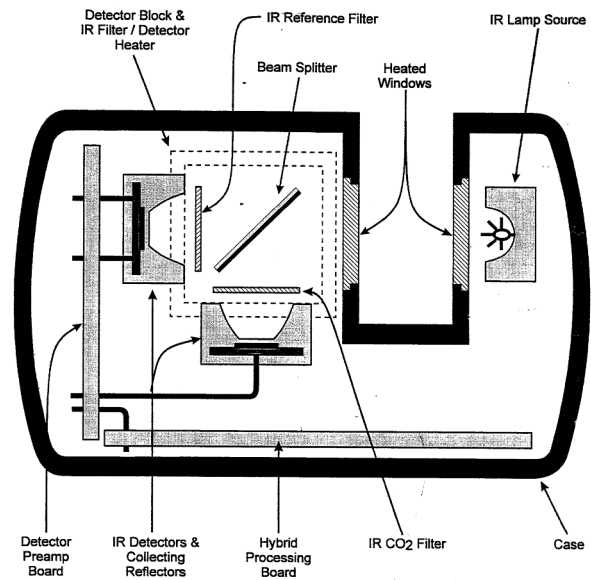 Detector Block &
IR Filter / Detector
Heater
IR Reference Filter
Beam Splitter
Heated
Windows
IR Lamp Source
Detector
Preamp
Board
IR Detectors &
Collecting
Reflectors
Hybrid
Processing
Board
IR CO2 Filter
Case